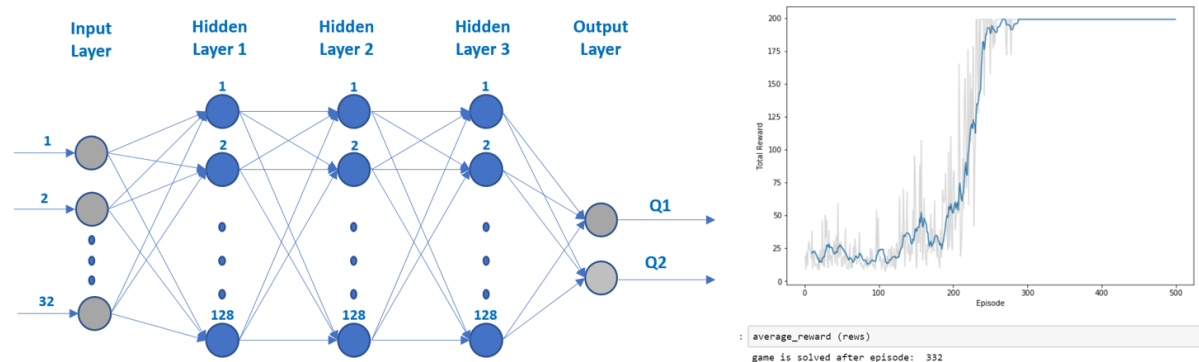 Input
Layer
Hidden
Layer 1
Hidden
Layer 2
Hidden
Layer 3
Output
Layer
1
2
32
1
2
128
1
2
128
1
2
128
Q1
Q2
Total Reward
200
175
150
125
100
75
50
25
0
0 100 200 300 400 500
Episode
: average_reward (rews)
game is solved after episode: 332